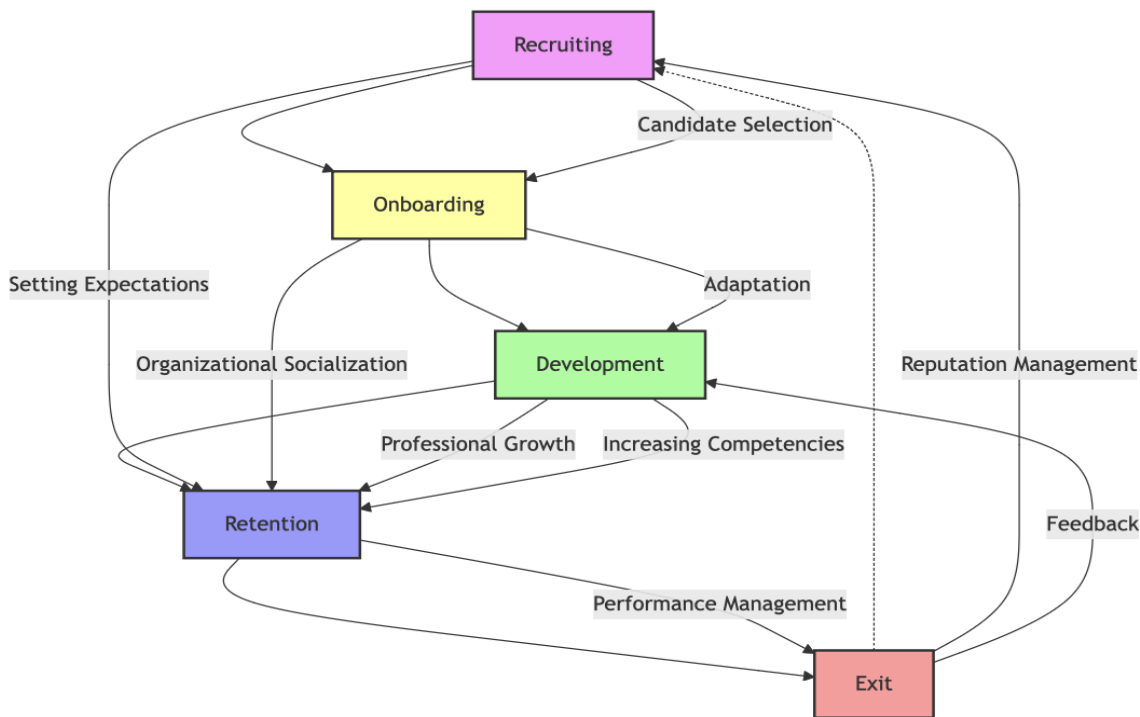 Recruiting
Candidate Selection
Onboarding
Setting Expectations
Adaptation
Organizational Socialization
Development
Reputation Management
Professional Growth
Increasing Competencies
Retention
Feedback
Performance Management
Exit